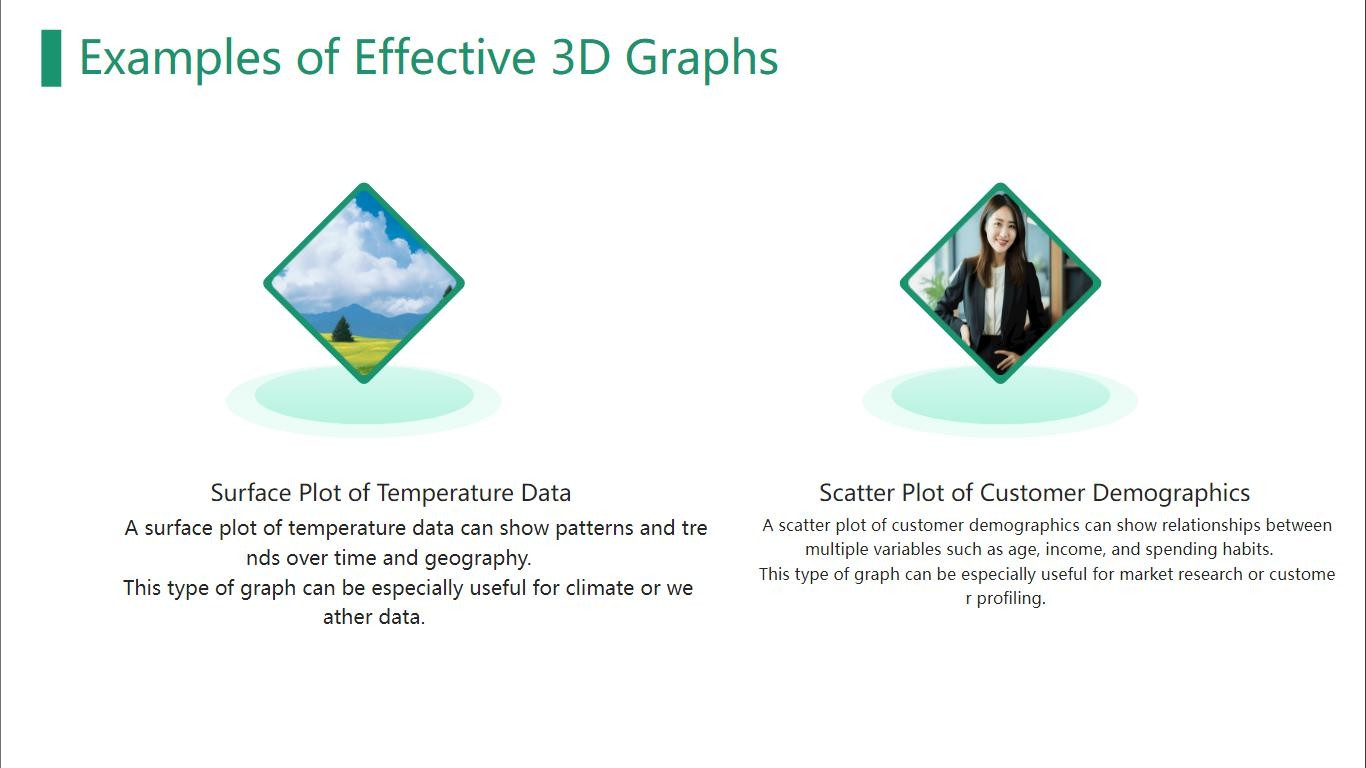 Examples of Effective 3D Graphs
Surface Plot of Temperature Data
A surface plot of temperature data can show patterns and tre
nds over time and geography.
This type of graph can be especially useful for climate or we
ather data.
Scatter Plot of Customer Demographics
A scatter plot of customer demographics can show relationships between
multiple variables such as age, income, and spending habits.
This type of graph can be especially useful for market research or custome
r profiling.